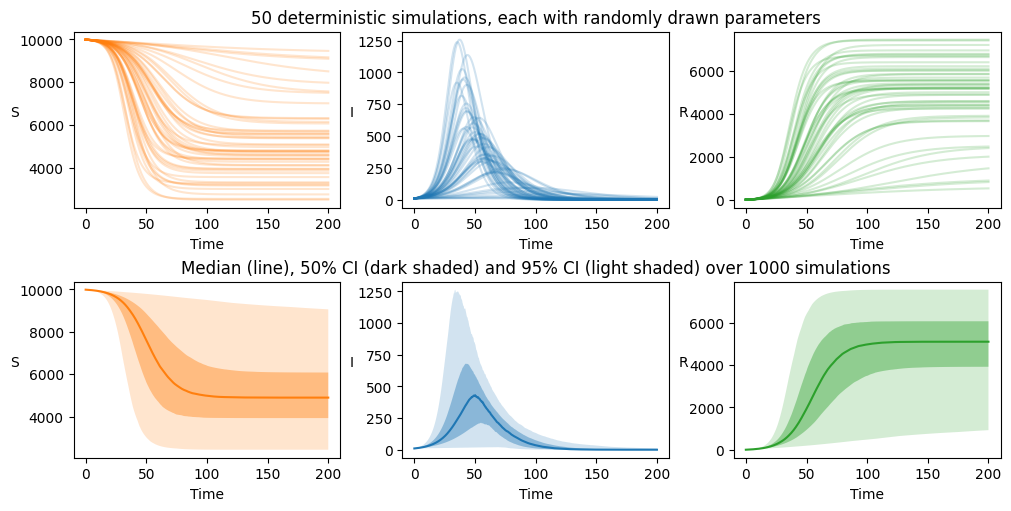 50 deterministic simulations, each with randomly drawn parameters
10000
8000
6000
4000
S
0 50 100 150 200
Time
1250
1000
750
500
250
0
I
0 50 100 150 200
Time
6000
4000
2000
0
R
0 50 100 150 200
Time
Median (line), 50% CI (dark shaded) and 95% CI (light shaded) over 1000 simulations
10000
8000
6000
4000
S
0 50 100 150 200
Time
1250
1000
750
500
250
0
I
0 50 100 150 200
Time
6000
4000
2000
0
R
0 50 100 150 200
Time